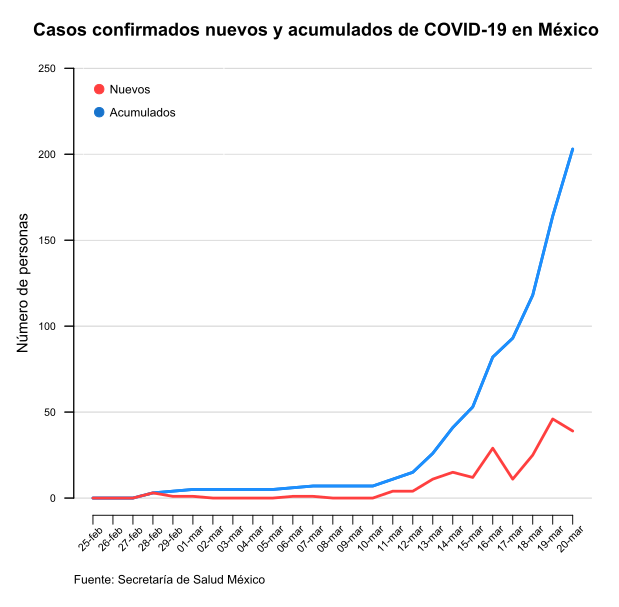 Casos confirmados nuevos y acumulados de COVID-19 en México
250
Nuevos
Acumulados
200
150
100
50
0
Número de personas
25-feb
26-feb
27-feb
28-feb
29-feb
01-mar
02-mar
03-mar
04-mar
05-mar
06-mar
07-mar
08-mar
09-mar
10-mar
11-mar
12-mar
13-mar
14-mar
15-mar
16-mar
17-mar
18-mar
19-mar
20-mar
Fuente: Secretaría de Salud México